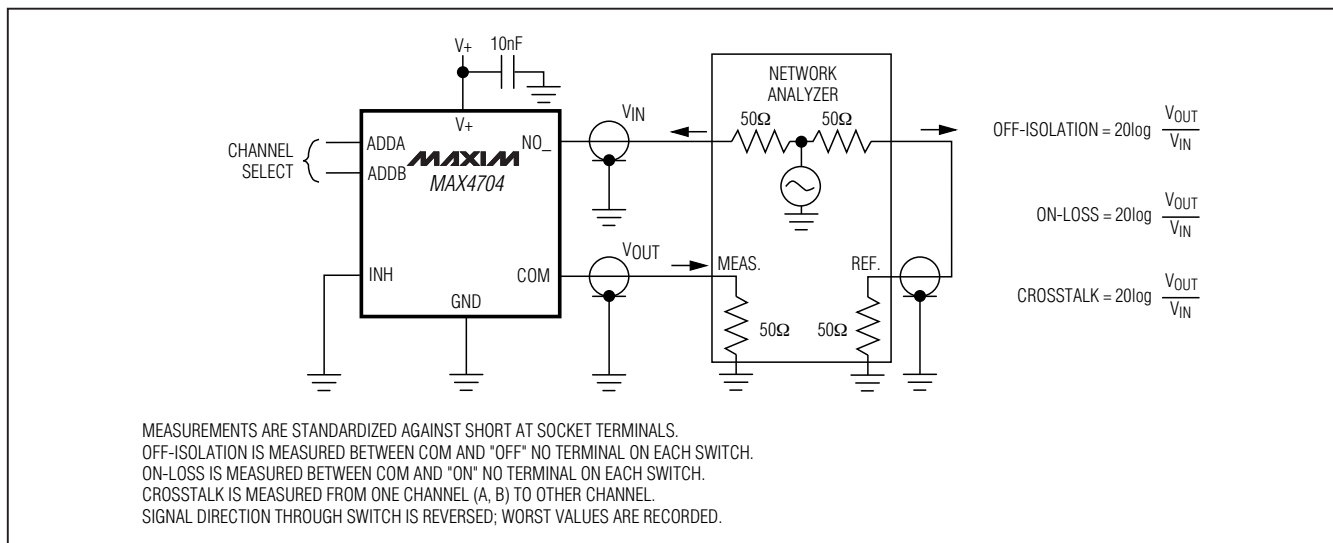 V+
10nF
V+
CHANNEL
SELECT
ADDA
ADDB
MAXIM
MAX4704
NO_
INH
COM
GND
VIN
VOUT
NETWORK
ANALYZER
50Ω
50Ω
MEAS.
REF.
50Ω
50Ω
OFF-ISOLATION = 20log VOUT
VIN
ON-LOSS = 20log VOUT
VIN
CROSSTALK = 20log VOUT
VIN
MEASUREMENTS ARE STANDARDIZED AGAINST SHORT AT SOCKET TERMINALS.
OFF-ISOLATION IS MEASURED BETWEEN COM AND "OFF" NO TERMINAL ON EACH SWITCH.
ON-LOSS IS MEASURED BETWEEN COM AND "ON" NO TERMINAL ON EACH SWITCH.
CROSSTALK IS MEASURED FROM ONE CHANNEL (A, B) TO OTHER CHANNEL.
SIGNAL DIRECTION THROUGH SWITCH IS REVERSED; WORST VALUES ARE RECORDED.